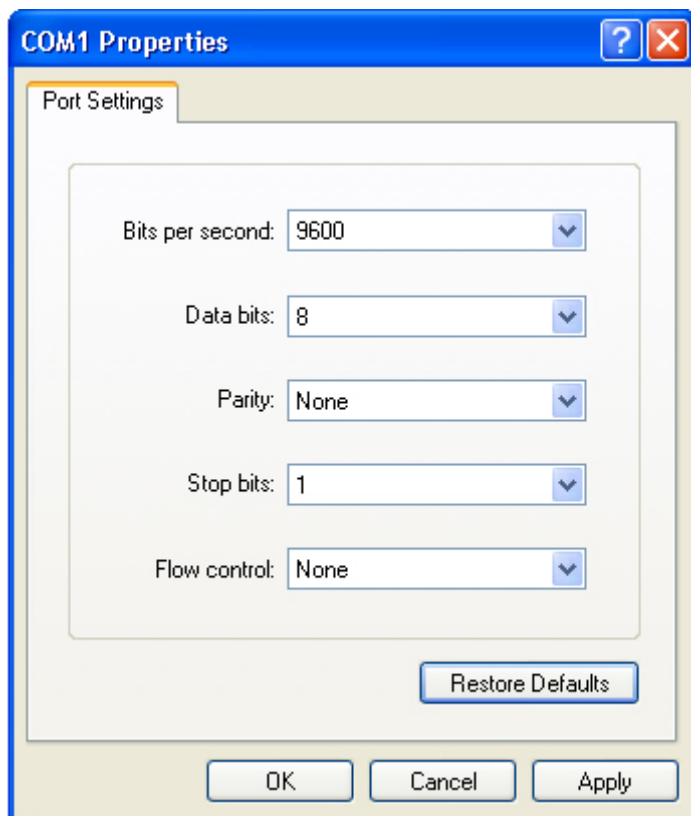 COM1 Properties
Port Settings
Bits per second: 9600
Data bits: 8
Parity: None
Stop bits: 1
Flow control: None
Restore Defaults
OK Cancel Apply